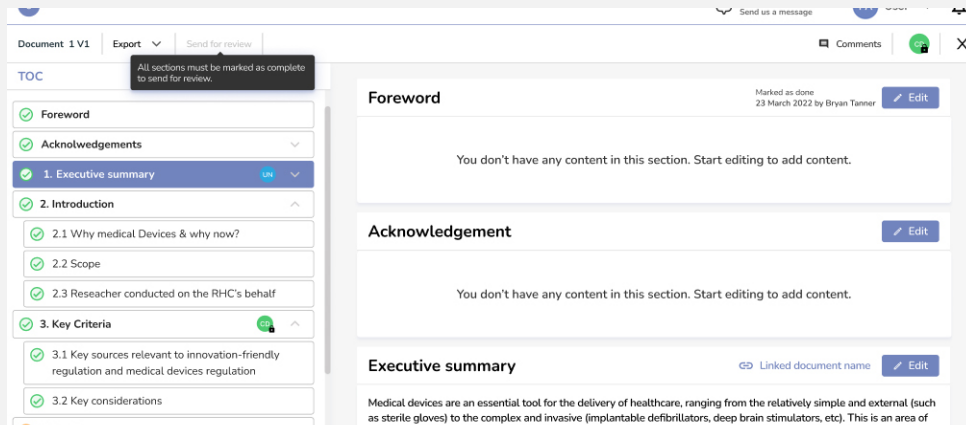 Send us a message
User
Document 1 V1
Export
Send for review
Comments
CD
All sections must be marked as complete
to send for review.
TOC
Foreword
Acknolwedgements
1. Executive summary
UN
2. Introduction
2.1 Why medical Devices & why now?
2.2 Scope
2.3 Reseacher conducted on the RHC's behalf
3. Key Criteria
CD
3.1 Key sources relevant to innovation-friendly
regulation and medical devices regulation
3.2 Key considerations
Foreword
Marked as done
23 March 2022 by Bryan Tanner
Edit
You don't have any content in this section. Start editing to add content.
Acknowledgement
Edit
You don't have any content in this section. Start editing to add content.
Executive summary
Linked document name
Edit
Medical devices are an essential tool for the delivery of healthcare, ranging from the relatively simple and external (such
as sterile gloves) to the complex and invasive (implantable defibrillators, deep brain stimulators, etc). This is an area of